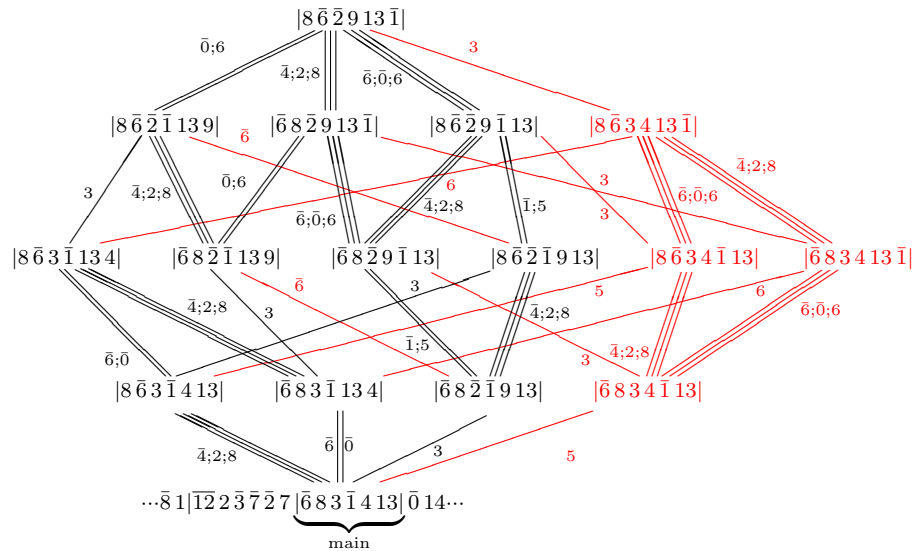 |8 6̄ 2̄ 9 13 1̄|
0̄;6
3
4̄;2;8
6̄;0̄;6
|8 6̄ 2̄ 1̄ 13 9|
|6̄ 8 2̄ 9 13 1̄|
|8 6̄ 2̄ 9 1̄ 13|
|8 6̄ 3 4 13 1̄|
6̄
4̄;2;8
0̄;6
3
4̄;2;8
6
3
6̄;0̄;6
4̄;2;8
1̄;5
3
6̄;0̄;6
|8 6̄ 3 1̄ 13 4|
|6̄ 8 2̄ 1̄ 13 9|
|6̄ 8 2̄ 9 1̄ 13|
|8 6̄ 2̄ 1̄ 9 13|
|8 6̄ 3 4 1̄ 13|
|6̄ 8 3 4 13 1̄|
6̄
3
5
6
4̄;2;8
3
4̄;2;8
6̄;0̄;6
6̄;0̄
1̄;5
3
4̄;2;8
|8 6̄ 3 1̄ 4 13|
|6̄ 8 3 1̄ 13 4|
|6̄ 8 2̄ 1̄ 9 13|
|6̄ 8 3 4 1̄ 13|
4̄;2;8
6̄ 0̄
3
5
···8̄ 1|1̅2̅ 2 3̄ 7̄ 2̄ 7 |6̄ 8 3 1̄ 4 13| 0̄ 14···
main